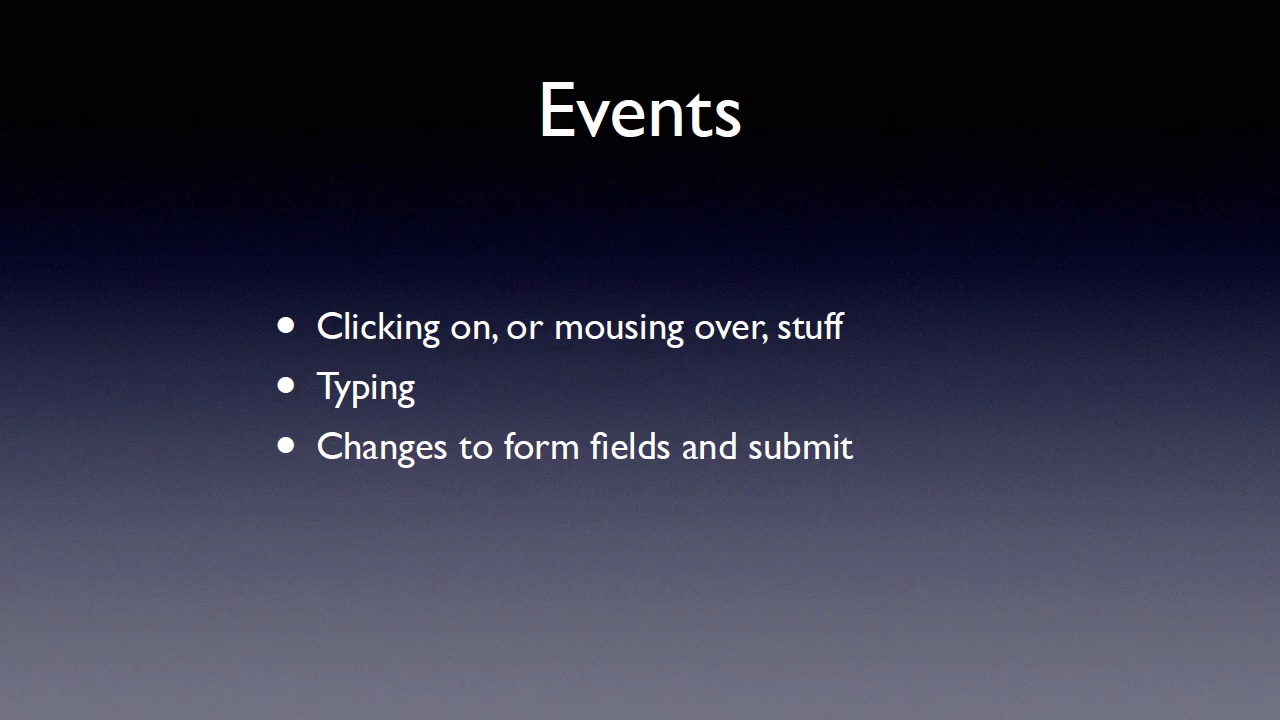 Events
• Clicking on, or mousing over, stuff
• Typing
• Changes to form fields and submit